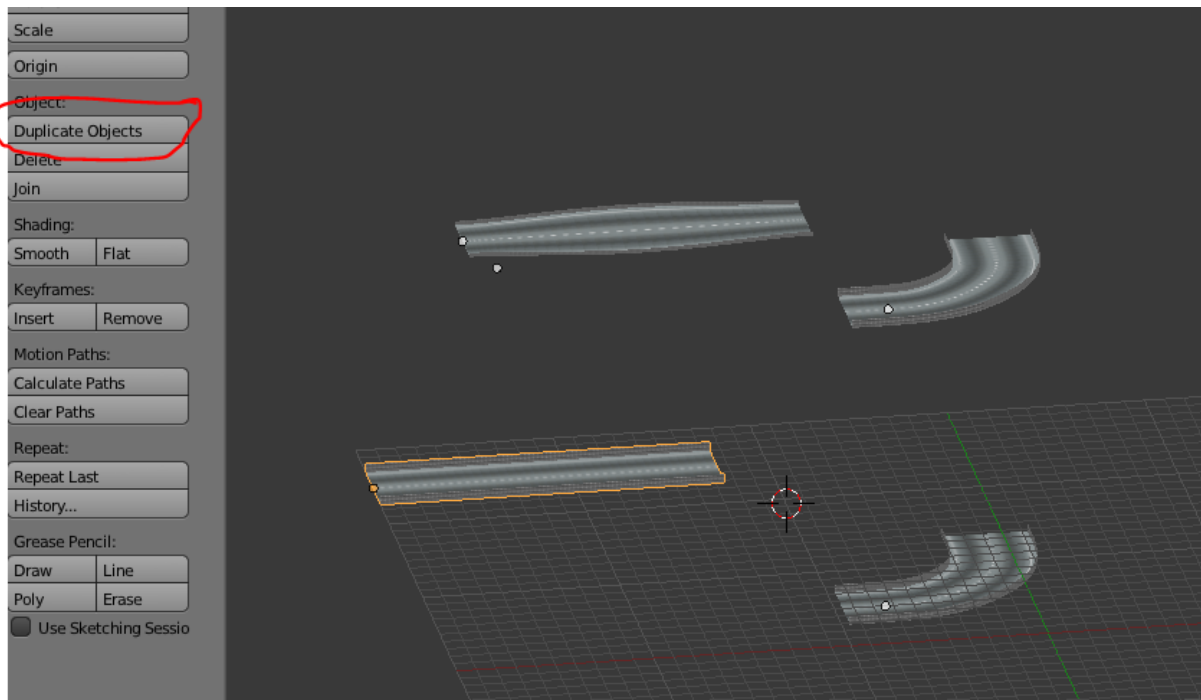 Scale
Origin
Object:
Duplicate Objects
Delete
Join
Shading:
Smooth Flat
Keyframes:
Insert Remove
Motion Paths:
Calculate Paths
Clear Paths
Repeat:
Repeat Last
History...
Grease Pencil:
Draw Line
Poly Erase
Use Sketching Sessio